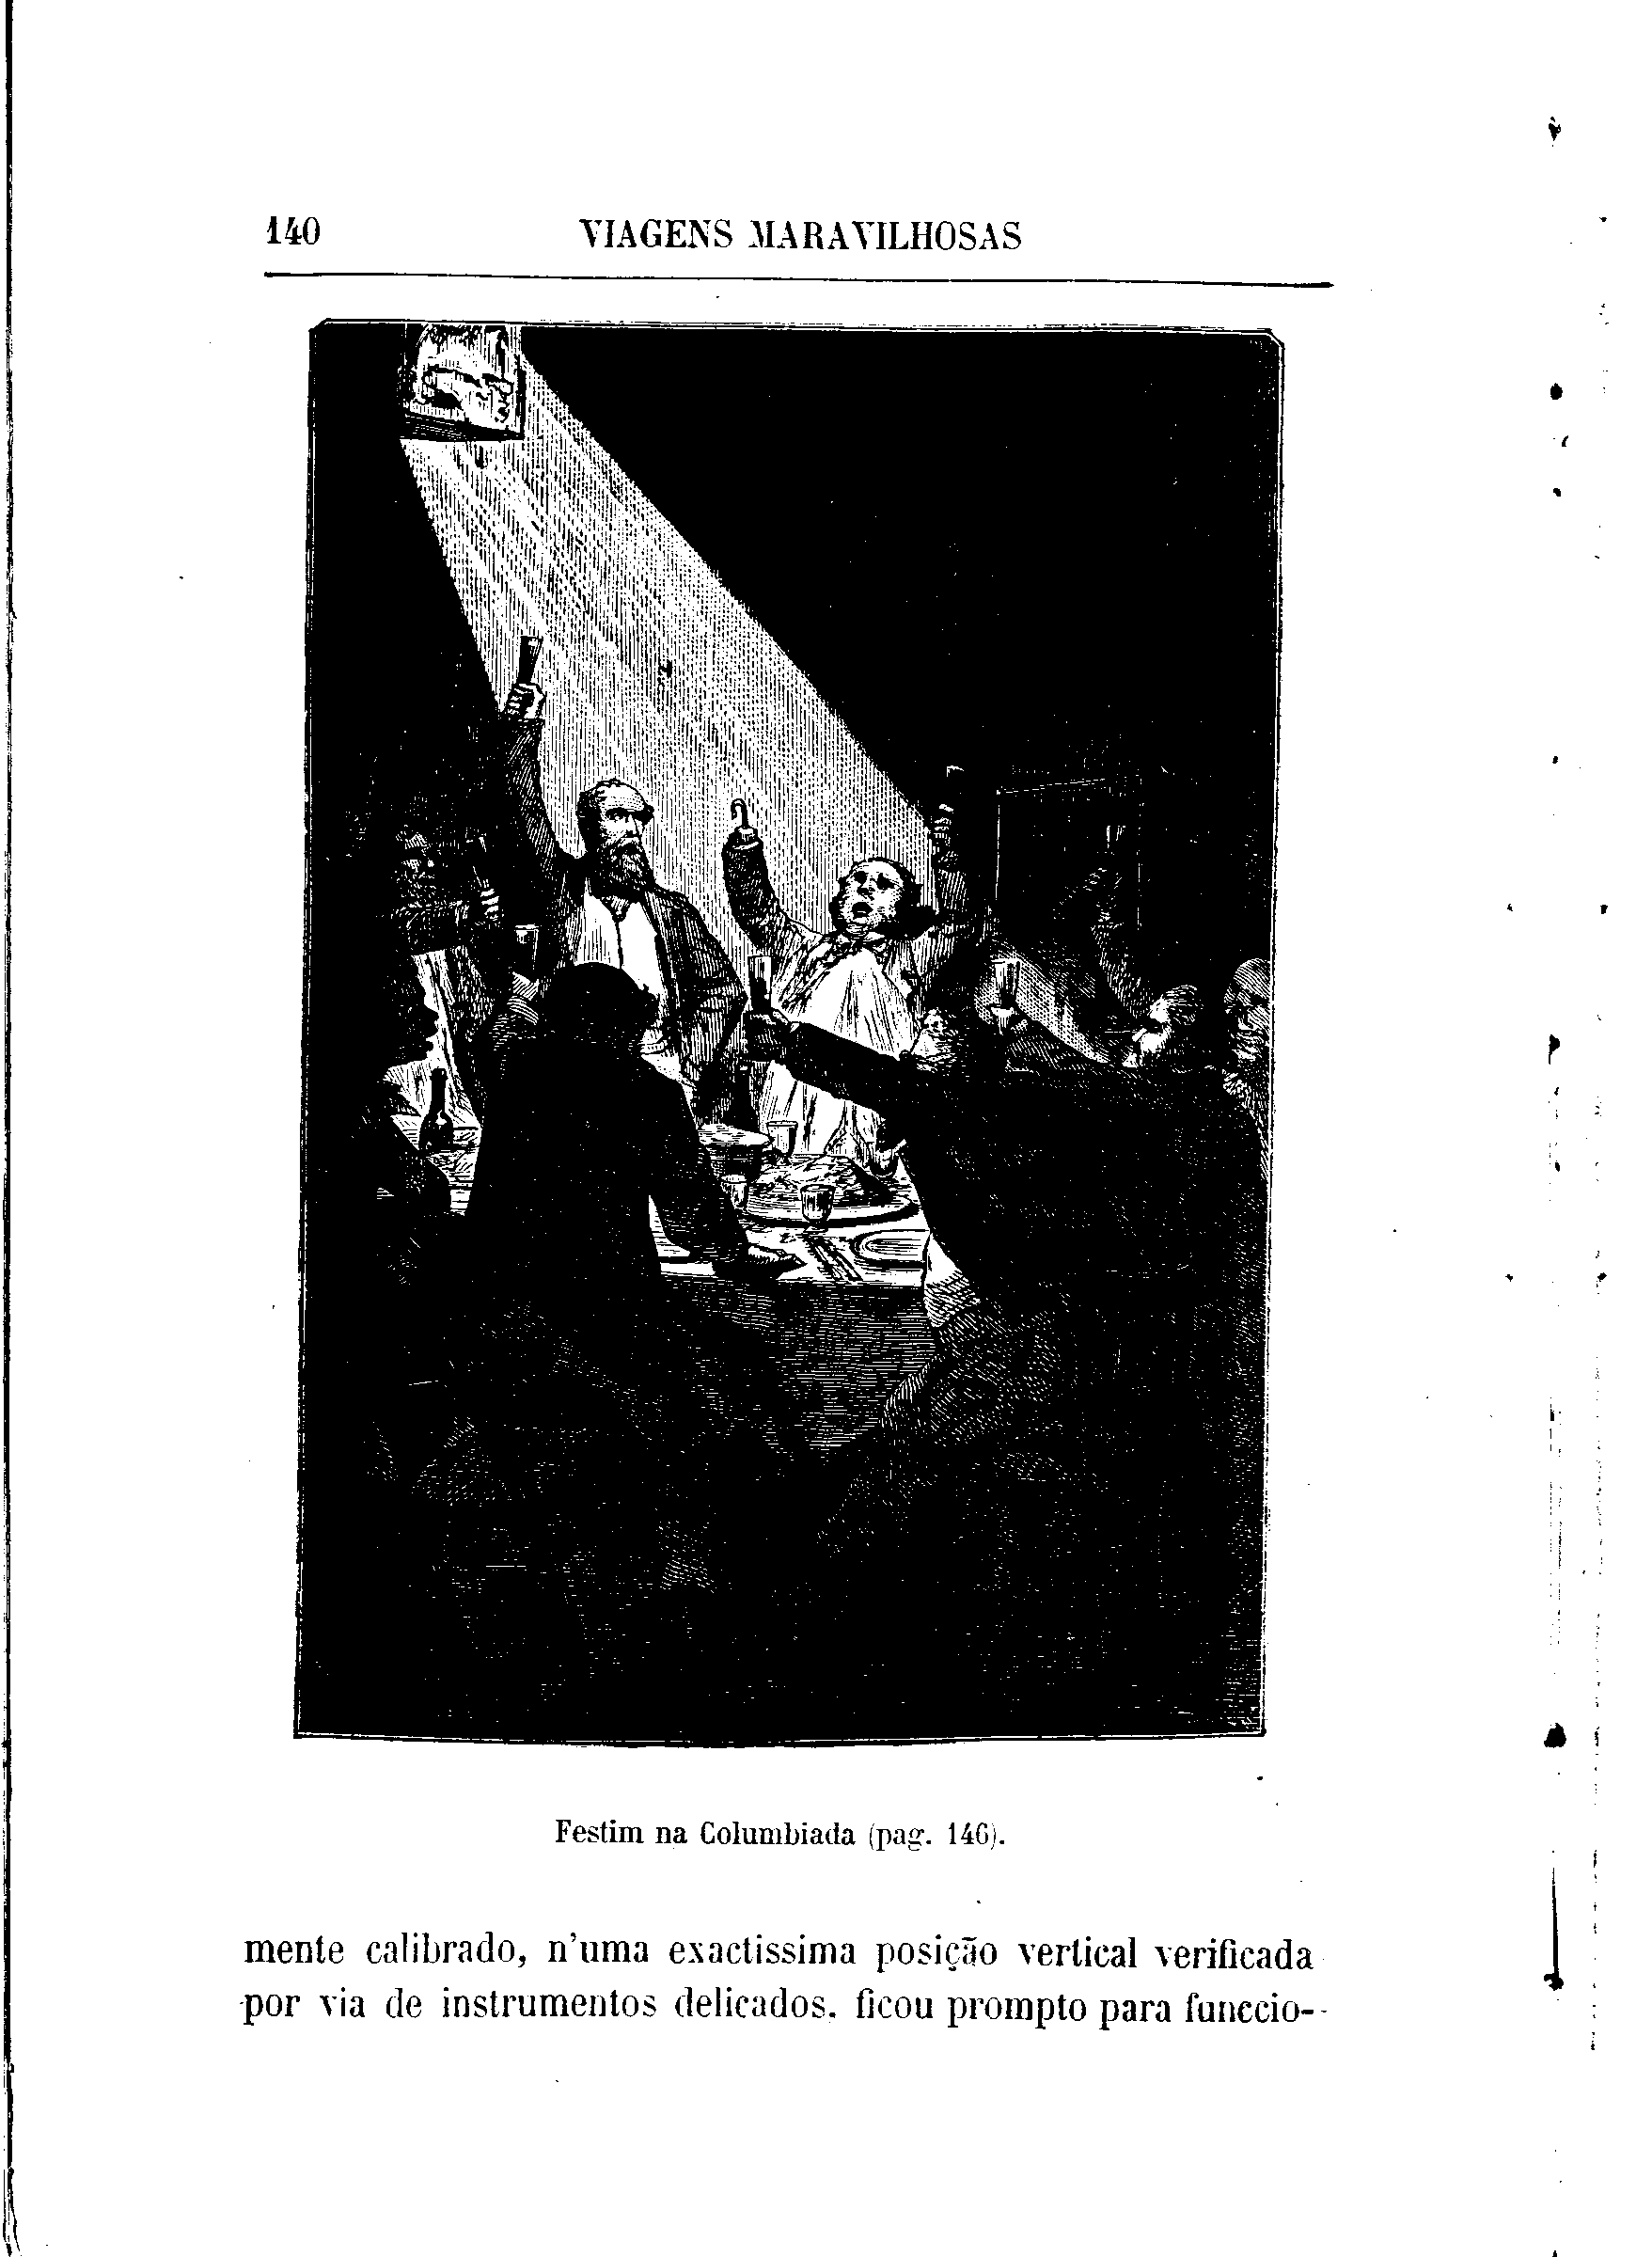 140
VIAGENS MARAVILHOSAS
Festim na Columbiada (pag. 146).
mente calibrado, n'uma exactissima posição vertical verificada
por via de instrumentos delicados. ficou prompto para funccio-